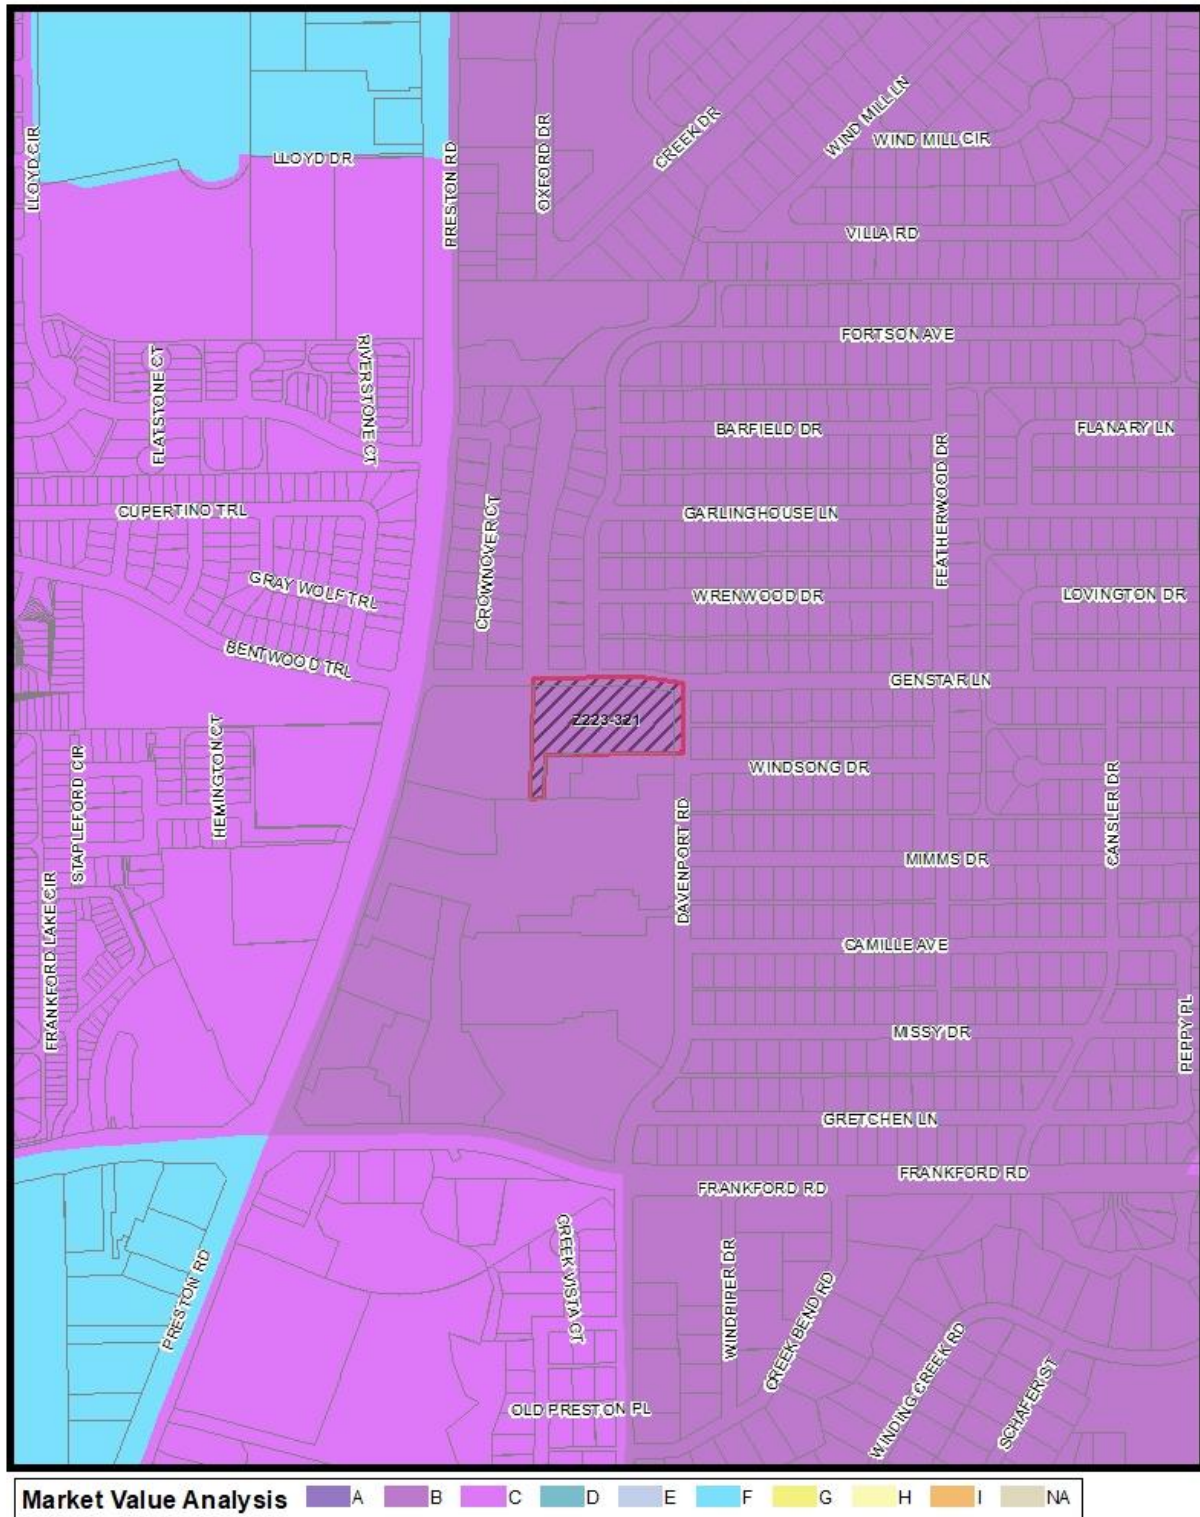 LLOYD CIR
LLOYD DR
PRESTON RD
OXFORD DR
CREEK DR
WIND MILL LN
WIND MILL CIR
VILLA RD
FORTSON AVE
FLATSTONE CT
RIVERSTONE CT
BARFIELD DR
FLANARY LN
FEATHERWOOD DR
CUPERTINO TRL
CROWNOVER CT
GARLINGHOUSE LN
GRAY WOLF TRL
WRENWOOD DR
LOVINGTON DR
BENTWOOD TRL
GENSTAR LN
Z223-321
STAPLEFORD CIR
HEMINGTON CT
WINDSONG DR
CANSLER DR
DAVENPORT RD
MIMMS DR
FRANKFORD LAKE CIR
CAMILLE AVE
MISSY DR
PEPPY PL
GRETCHEN LN
FRANKFORD RD
FRANKFORD RD
PRESTON RD
CREEK VISTA CT
WINDPIPER DR
CREEK BEND RD
WINDING CREEK RD
SCHAFER ST
OLD PRESTON PL
Market Value Analysis A B C D E F G H I NA